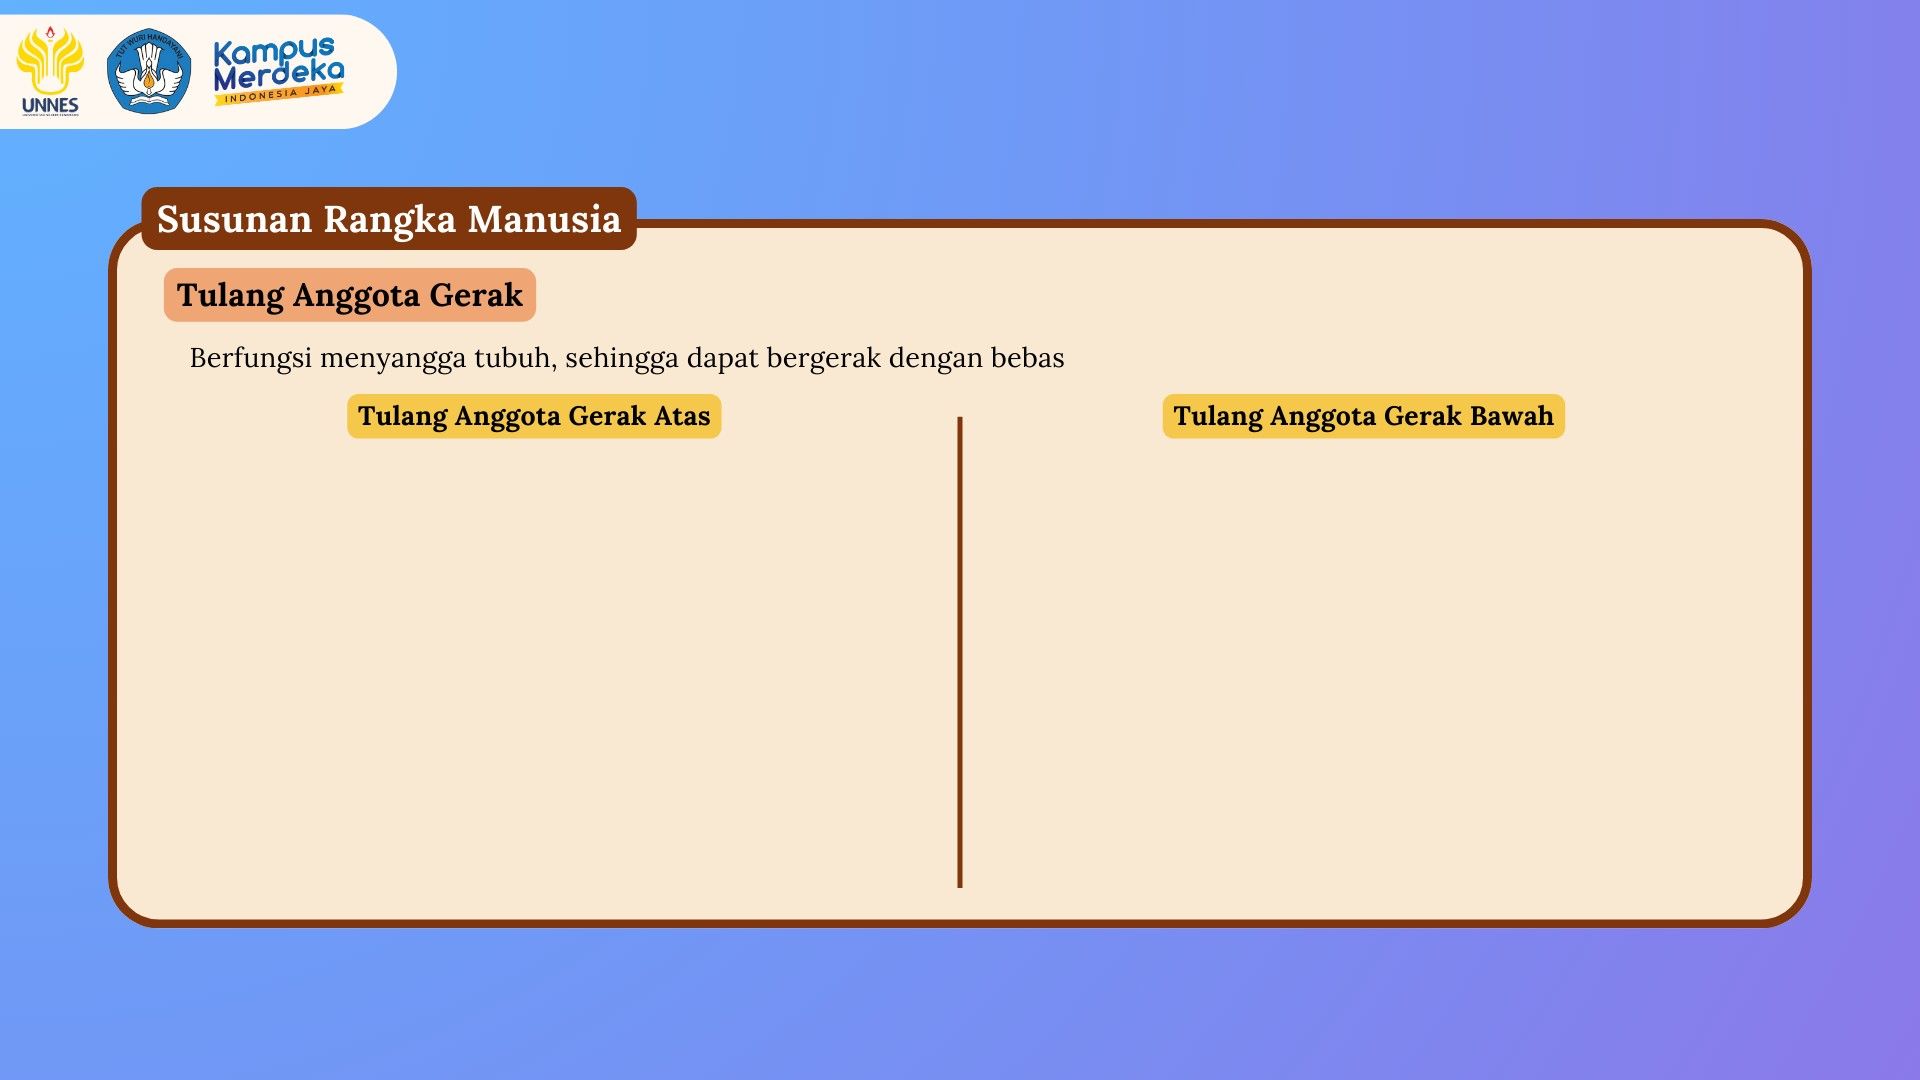 UNNES
TUT WURI HANDAYANI
Kampus
Merdeka
INDONESIA JAYA
Susunan Rangka Manusia
Tulang Anggota Gerak
Berfungsi menyangga tubuh, sehingga dapat bergerak dengan bebas
Tulang Anggota Gerak Atas
Tulang Anggota Gerak Bawah